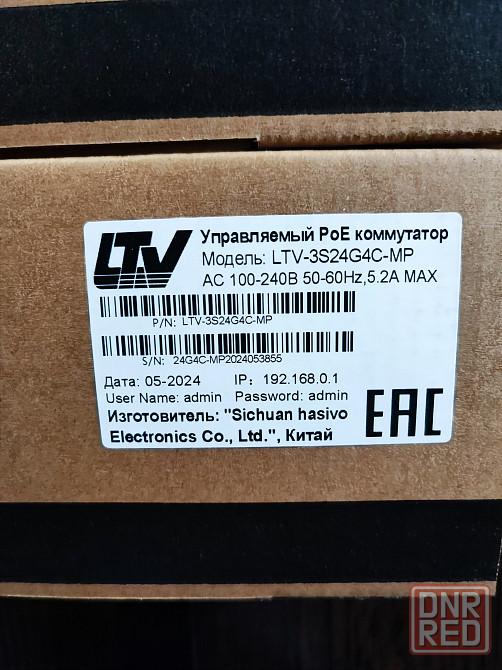 LTV
Управляемый PoE коммутатор
Модель: LTV-3S24G4C-MP
AC 100-240В 50-60Hz,5.2A MAX
P/N: LTV-3S24G4C-MP
S/N: 24G4C-MP2024053855
Дата: 05-2024 IP: 192.168.0.1
User Name: admin Password: admin
Изготовитель: "Sichuan hasivo
Electronics Co., Ltd.", Китай
EAC
DNR
RED